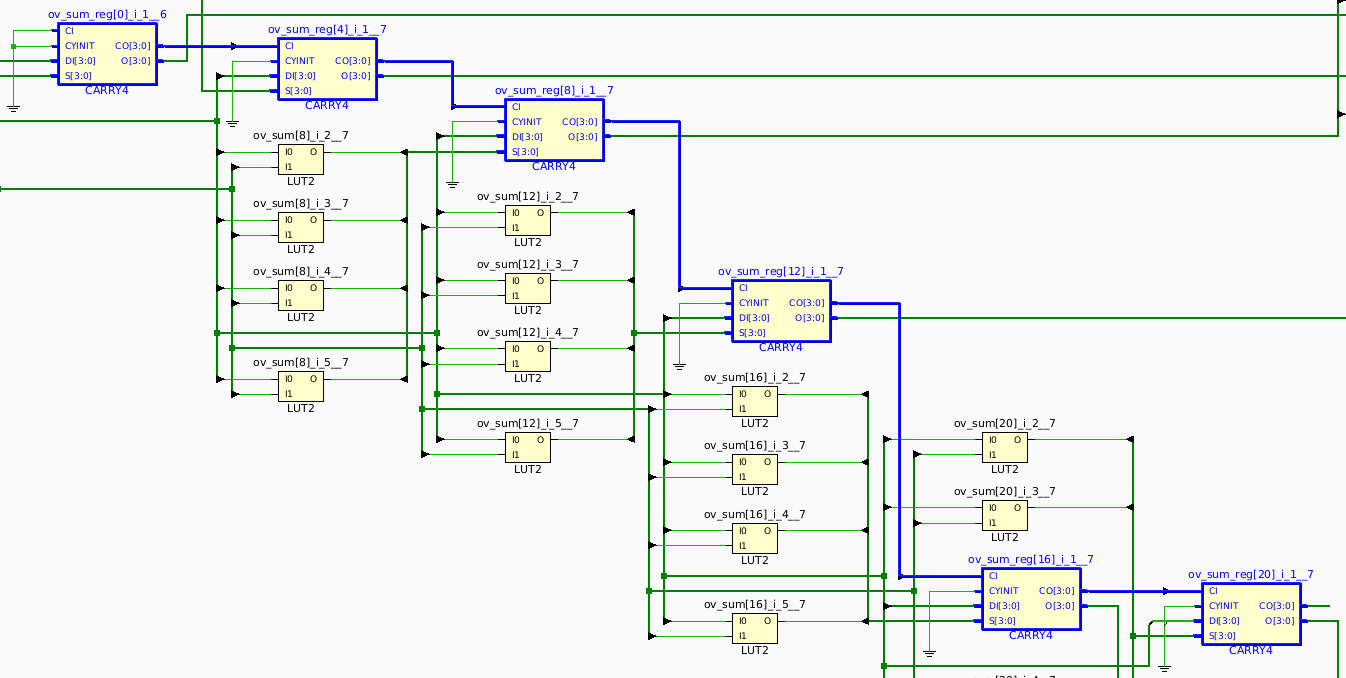 ov_sum_reg[0]_i_1__6
CI
CYINIT CO[3:0]
DI[3:0] O[3:0]
S[3:0]
CARRY4
ov_sum_reg[4]_i_1__7
CI
CYINIT CO[3:0]
DI[3:0] O[3:0]
S[3:0]
CARRY4
ov_sum_reg[8]_i_1__7
CI
CYINIT CO[3:0]
DI[3:0] O[3:0]
S[3:0]
CARRY4
ov_sum[8]_i_2__7
I0 O
I1
LUT2
ov_sum[8]_i_3__7
I0 O
I1
LUT2
ov_sum[8]_i_4__7
I0 O
I1
LUT2
ov_sum[8]_i_5__7
I0 O
I1
LUT2
ov_sum[12]_i_2__7
I0 O
I1
LUT2
ov_sum[12]_i_3__7
I0 O
I1
LUT2
ov_sum[12]_i_4__7
I0 O
I1
LUT2
ov_sum[12]_i_5__7
I0 O
I1
LUT2
ov_sum_reg[12]_i_1__7
CI
CYINIT CO[3:0]
DI[3:0] O[3:0]
S[3:0]
CARRY4
ov_sum[16]_i_2__7
I0 O
I1
LUT2
ov_sum[16]_i_3__7
I0 O
I1
LUT2
ov_sum[16]_i_4__7
I0 O
I1
LUT2
ov_sum[16]_i_5__7
I0 O
I1
LUT2
ov_sum[20]_i_2__7
I0 O
I1
LUT2
ov_sum[20]_i_3__7
I0 O
I1
LUT2
ov_sum_reg[16]_i_1__7
CI
CYINIT CO[3:0]
DI[3:0] O[3:0]
S[3:0]
CARRY4
ov_sum_reg[20]_i_1__7
CI
CYINIT CO[3:0]
DI[3:0] O[3:0]
S[3:0]
CARRY4